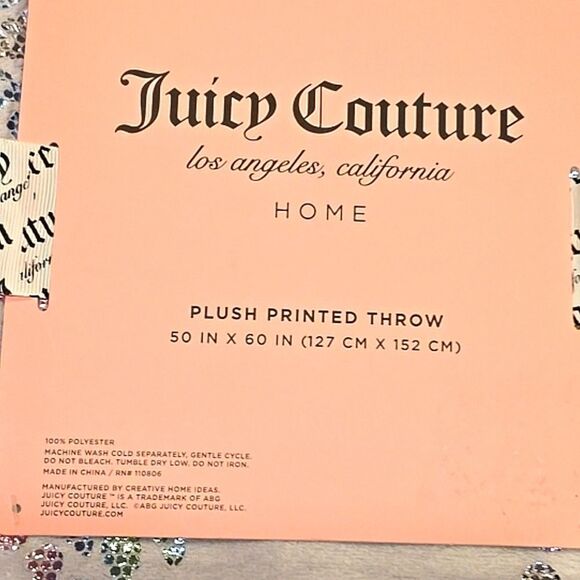 Juicy Couture
los angeles, california
HOME
PLUSH PRINTED THROW
50 IN X 60 IN (127 CM X 152 CM)
100% POLYESTER
MACHINE WASH COLD SEPARATELY, GENTLE CYCLE.
DO NOT BLEACH. TUMBLE DRY LOW. DO NOT IRON.
MADE IN CHINA / RN# 110806
MANUFACTURED BY CREATIVE HOME IDEAS.
JUICY COUTURE ™ IS A TRADEMARK OF ABG
JUICY COUTURE, LLC. ©ABG JUICY COUTURE, LLC.
JUICYCOUTURE.COM